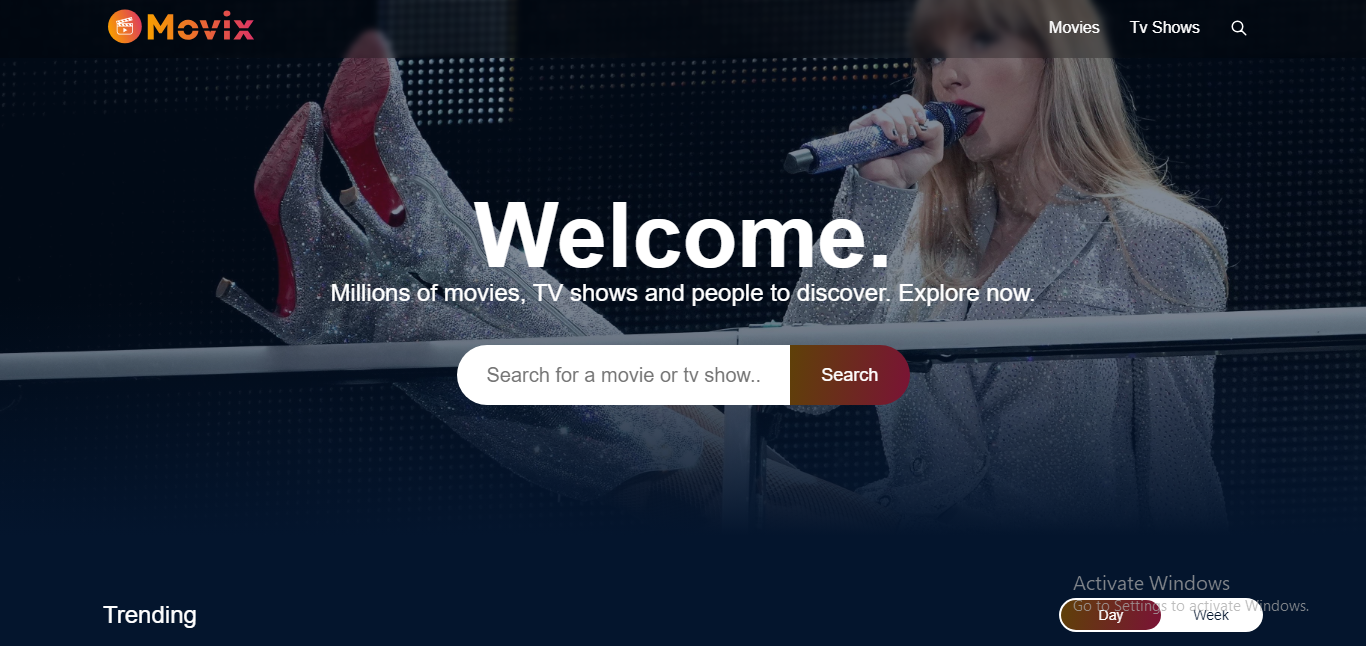 Movix
Movies
Tv Shows
Welcome.
Millions of movies, TV shows and people to discover. Explore now.
Search for a movie or tv show..
Search
Activate Windows
Go to Settings to activate Windows.
Trending
Day
Week